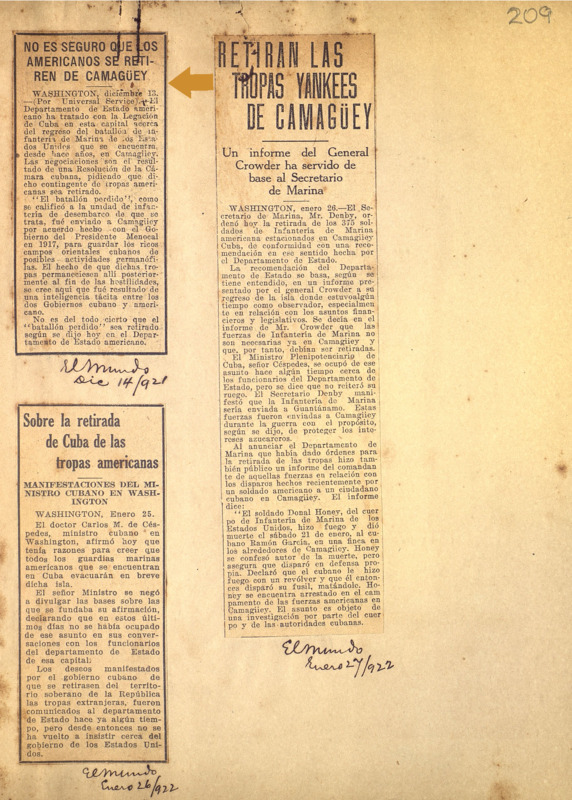 209
NO ES SEGURO QUE LOS
AMERICANOS SE RETI-
REN DE CAMAGÜEY
WASHINGTON, diciembre 13.
—(Por Universal Service).—El
Departamento de Estado ameri-
cano ha tratado con la Legación
de Cuba en esta capital acerca
del regreso del batallón de in-
fantería de Marina de los Esta-
dos Unidos que se encuentra,
desde hace años, en Camagüey.
Las negociaciones son el resul-
tado de una Resolución de la Cá-
mara cubana, pidiendo que di-
cho contingente de tropas ameri-
canas sea retirado.
"El batallón perdido", como
se calificó a la unidad de infan-
tería de desembarco de que se
trata, fué enviado a Camagüey
por acuerdo hecho con el Go-
bierno del Presidente Menocal
en 1917, para guardar los ricos
campos orientales cubanos de
posibles actividades germanófi-
las. El hecho de que dichas tro-
pas permaneciesen allí posterior-
mente al fin de las hostilidades,
se cree aquí que fué resultado de
una inteligencia tácita entre los
dos Gobiernos cubano y ameri-
cano.
No es del todo cierto que el
"batallón perdido" sea retirado
según se dijo hoy en el Depar-
tamento de Estado americano.
El Mundo
Dic 14/921
Sobre la retirada
de Cuba de las
tropas americanas
MANIFESTACIONES DEL MI-
NISTRO CUBANO EN WASH-
INGTON
WASHINGTON, Enero 25.
El doctor Carlos M. de Cés-
pedes, ministro cubano en
Washington, afirmó hoy que
tenía razones para creer que
todos los guardias marinas
americanos que se encuentran
en Cuba evacuarán en breve
dicha isla.
El señor Ministro se negó
a divulgar las bases sobre las
que se fundaba su afirmación,
declarando que en estos últi-
mos días no se había ocupado
de ese asunto en sus conver-
saciones con los funcionarios
del departamento de Estado
de esa capital:
Los deseos manifestados
por el gobierno cubano de
que se retirasen del territo-
rio soberano de la República
las tropas extranjeras, fueron
comunicados al departamento
de Estado hace ya algún tiem-
po, pero desde entonces no se
ha vuelto a insistir cerca del
gobierno de los Estados Uni-
dos.
El Mundo
Enero 26/922
RETIRAN LAS
TROPAS YANKEES
DE CAMAGÜEY
Un informe del General
Crowder ha servido de
base al Secretario
de Marina
WASHINGTON, enero 26.—El Se-
cretario de Marina, Mr. Denby, or-
denó hoy la retirada de los 375 sol-
dados de Infantería de Marina
americana estacionados en Camagüey
Cuba, de conformidad con una reco-
mendación en ese sentido hecha por
el Departamento de Estado.
La recomendación del Departa-
mento de Estado se basa, según se
tiene entendido, en un informe pre-
sentado por el general Crowder a su
regreso de la isla donde estuvoalgún
tiempo como observador, especialmen-
te en relación con los asuntos finan-
cieros y legislativos. Se decía en el
informe de Mr. Crowder que las
fuerzas de Infantería de Marina no
son necesarias ya en Camagüey y
que, por tanto, debían ser retiradas.
El Ministro Plenipotenciario de
Cuba, señor Céspedes, se ocupó de ese
asunto hace algún tiempo cerca de
los funcionarios del Departamento de
Estado, pero se dice que no reiteró su
ruego. El Secretario Denby mani-
festó que la Infantería de Marina
sería enviada a Guantánamo. Estas
fuerzas fueron enviadas a Camagüey
durante la guerra con el propósito,
según se dijo, de proteger los inte-
reses azucareros.
Al anunciar el Departamento de
Marina que había dado órdenes para
la retirada de las tropas hizo tam-
bién público un informe del comandan
te de aquellas fuerzas en relación con
los disparos hechos recientemente por
un soldado americano a un ciudadano
cubano en Camagüey. El informe
dice:
"El soldado Donal Honey, del cuer
po de Infantería de Marina de los
Estados Unidos, hizo fuego y dió
muerte el sábado 21 de enero, al cu
bano Ramón García, en una finca en
los alrededores de Camagüey. Honey
se confesó autor de la muerte, pero
asegura que disparó en defensa pro-
pia. Declaró que el cubano le hizo
fuego con un revólver y que él enton-
ces disparó su fusil, matándole. Ho-
ney se encuentra arrestado en el cam
pamento de las fuerzas americanas en
Camagüey. El asunto es objeto de
una investigación por parte del cuer
po y de las autoridades cubanas.
El Mundo
Enero 27/922